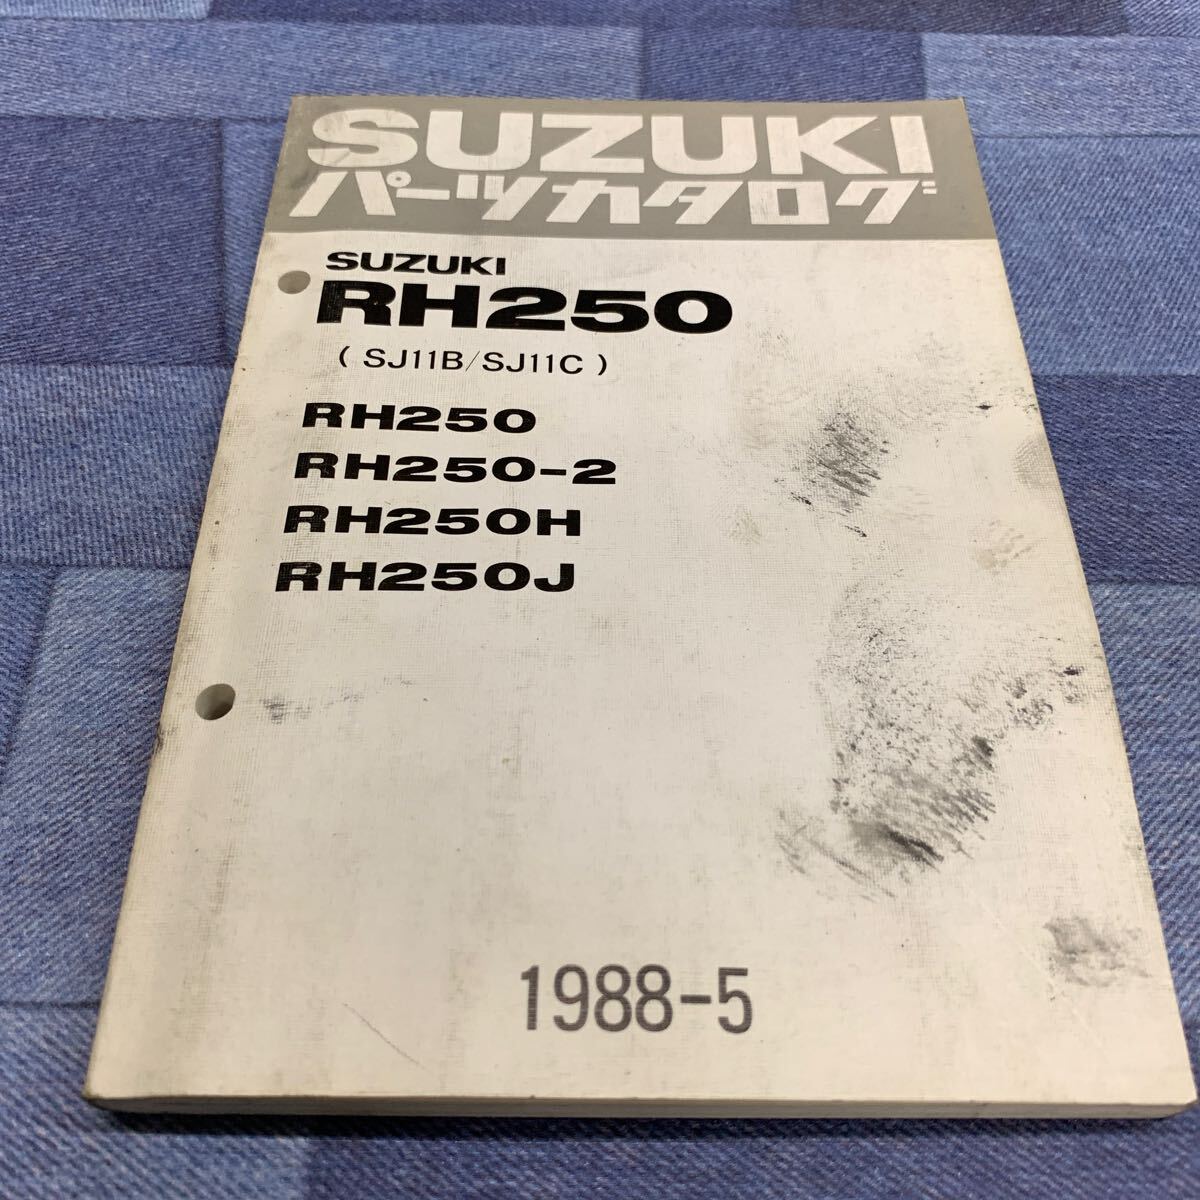 SUZUKI
パーツカタログ
SUZUKI
RH250
( SJ11B/SJ11C )
RH250
RH250-2
RH250H
RH250J
1988-5